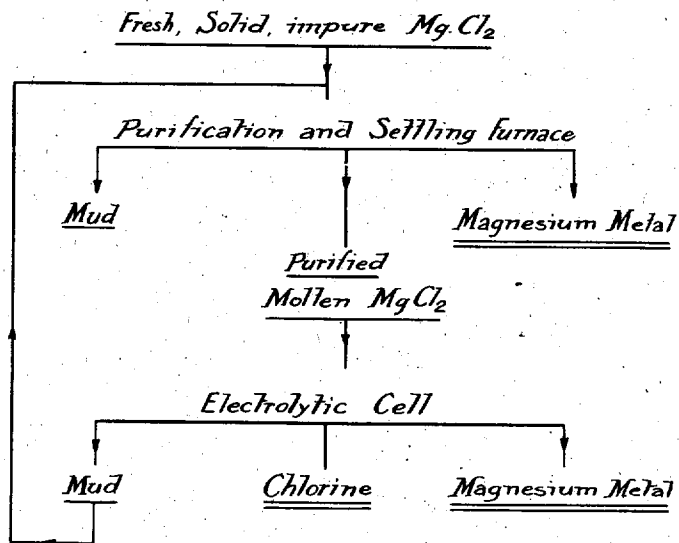 Fresh, Solid, impure Mg.Cl2
Purification and Settling Furnace
Mud
Magnesium Metal
Purified
Molten MgCl2
Electrolytic Cell
Mud Chlorine Magnesium Metal